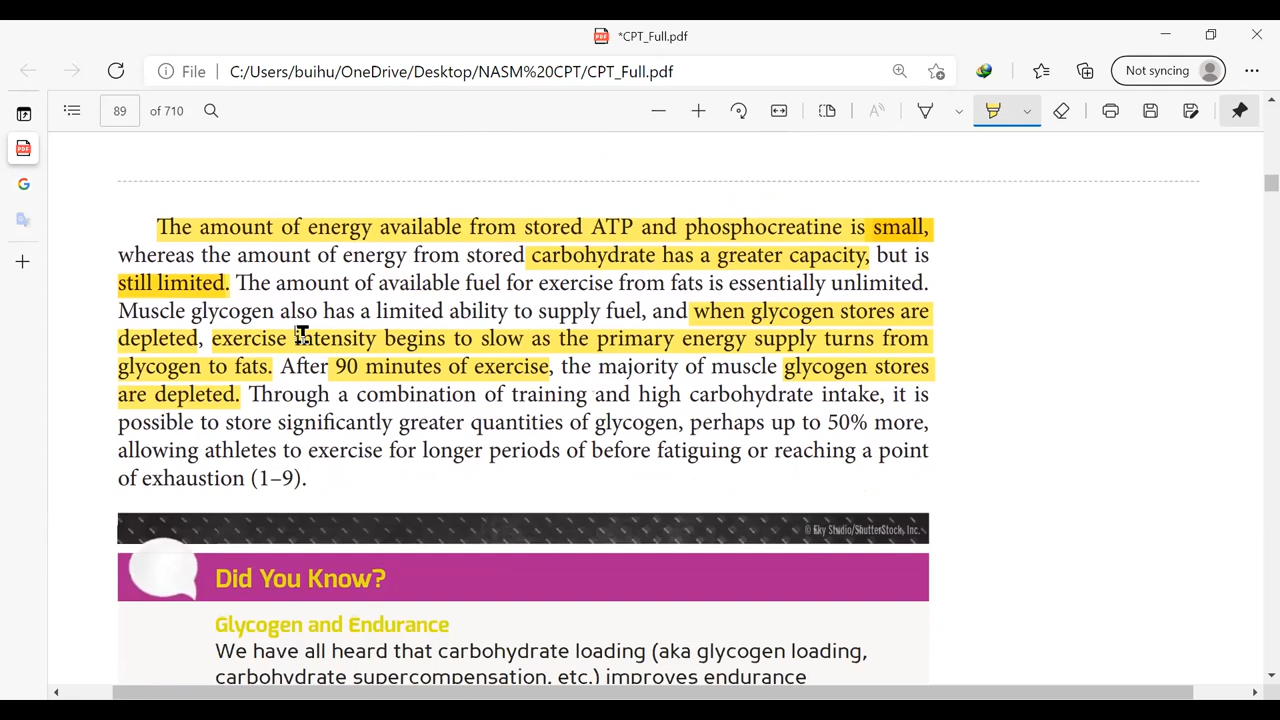 *CPT_Full.pdf
File
C:/Users/buihu/OneDrive/Desktop/NASM%20CPT/CPT_Full.pdf
Not syncing
89 of 710
The amount of energy available from stored ATP and phosphocreatine is small,
whereas the amount of energy from stored carbohydrate has a greater capacity, but is
still limited. The amount of available fuel for exercise from fats is essentially unlimited.
Muscle glycogen also has a limited ability to supply fuel, and when glycogen stores are
depleted, exercise intensity begins to slow as the primary energy supply turns from
glycogen to fats. After 90 minutes of exercise, the majority of muscle glycogen stores
are depleted. Through a combination of training and high carbohydrate intake, it is
possible to store significantly greater quantities of glycogen, perhaps up to 50% more,
allowing athletes to exercise for longer periods of before fatiguing or reaching a point
of exhaustion (1–9).
© Eky Studio/ShutterStock, Inc.
Did You Know?
Glycogen and Endurance
We have all heard that carbohydrate loading (aka glycogen loading,
carbohydrate supercompensation, etc.) improves endurance